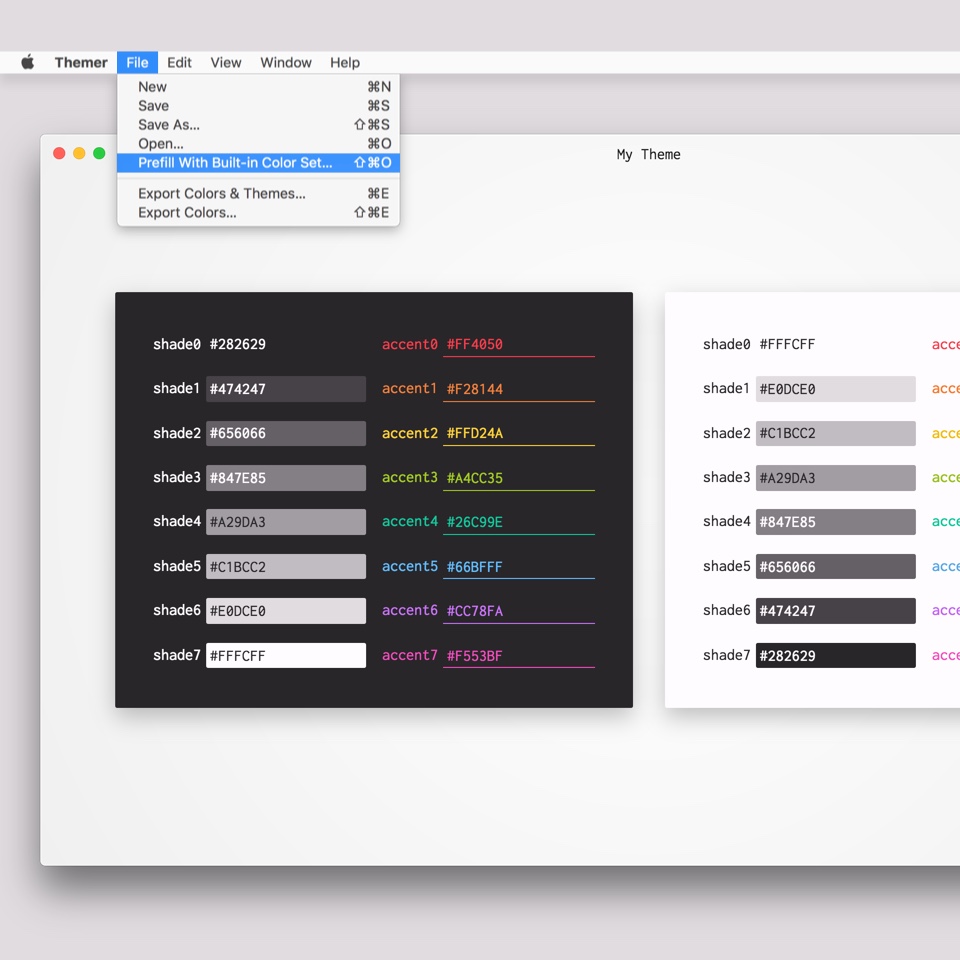 Themer File Edit View Window Help
New ⌘N
Save ⌘S
Save As... ⇧⌘S
Open... ⌘O
Prefill With Built-in Color Set... ⇧⌘O
Export Colors & Themes... ⌘E
Export Colors... ⇧⌘E
My Theme
shade0 #282629 accent0 #FF4050
shade1 #474247 accent1 #F28144
shade2 #656066 accent2 #FFD24A
shade3 #847E85 accent3 #A4CC35
shade4 #A29DA3 accent4 #26C99E
shade5 #C1BCC2 accent5 #66BFFF
shade6 #E0DCE0 accent6 #CC78FA
shade7 #FFFCFF accent7 #F553BF
shade0 #FFFCFF acce
shade1 #E0DCE0 acce
shade2 #C1BCC2 acce
shade3 #A29DA3 acce
shade4 #847E85 acce
shade5 #656066 acce
shade6 #474247 acce
shade7 #282629 acce